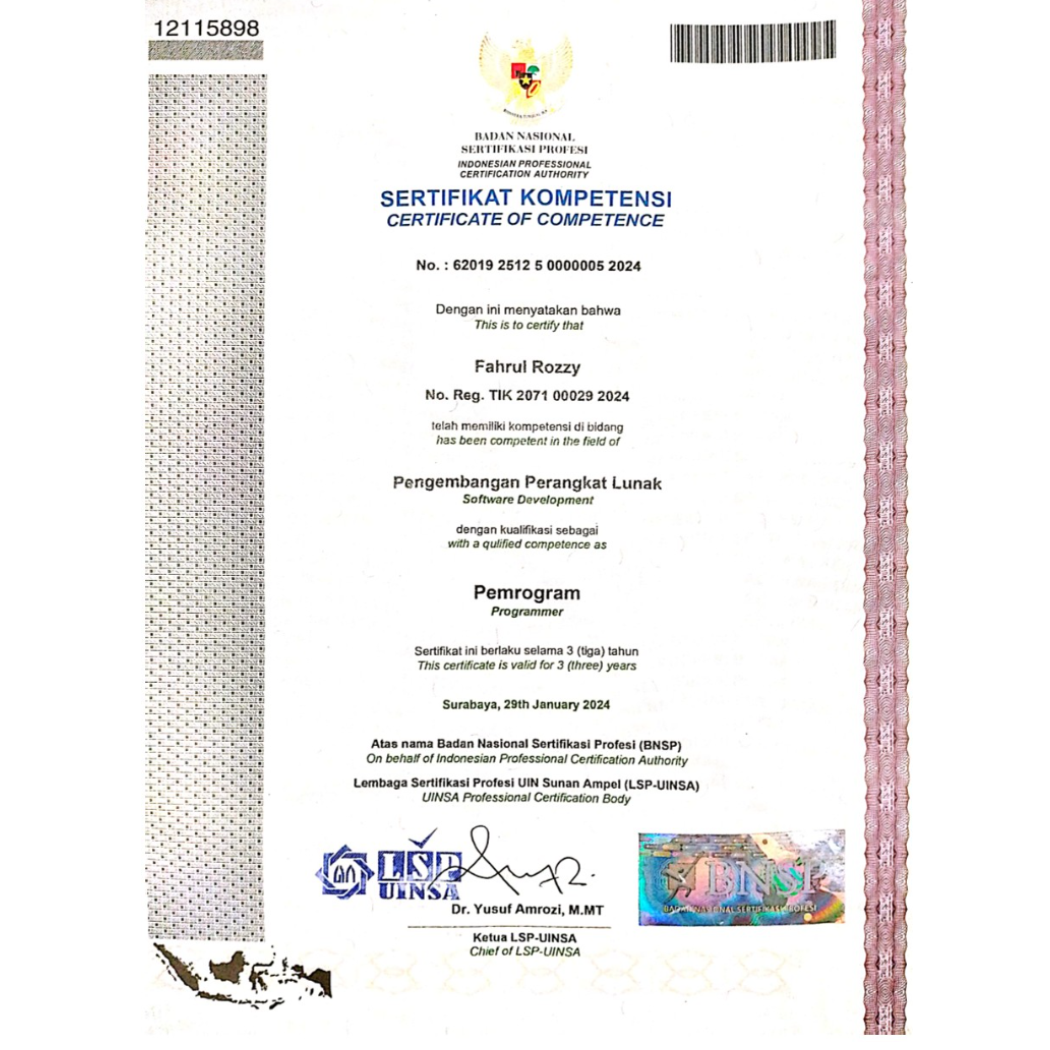 12115898
BADAN NASIONAL
SERTIFIKASI PROFESI
INDONESIAN PROFESSIONAL
CERTIFICATION AUTHORITY
SERTIFIKAT KOMPETENSI
CERTIFICATE OF COMPETENCE
No. : 62019 2512 5 0000005 2024
Dengan ini menyatakan bahwa
This is to certify that
Fahrul Rozzy
No. Reg. TIK 2071 00029 2024
telah memiliki kompetensi di bidang
has been competent in the field of
Pengembangan Perangkat Lunak
Software Development
dengan kualifikasi sebagai
with a qulified competence as
Pemrogram
Programmer
Sertifikat ini berlaku selama 3 (tiga) tahun
This certificate is valid for 3 (three) years
Surabaya, 29th January 2024
Atas nama Badan Nasional Sertifikasi Profesi (BNSP)
On behalf of Indonesian Professional Certification Authority
Lembaga Sertifikasi Profesi UIN Sunan Ampel (LSP-UINSA)
UINSA Professional Certification Body
LSP
UINSA
BNSP
BADAN NASIONAL SERTIFIKASI PROFESI
Dr. Yusuf Amrozi, M.MT
Ketua LSP-UINSA
Chief of LSP-UINSA